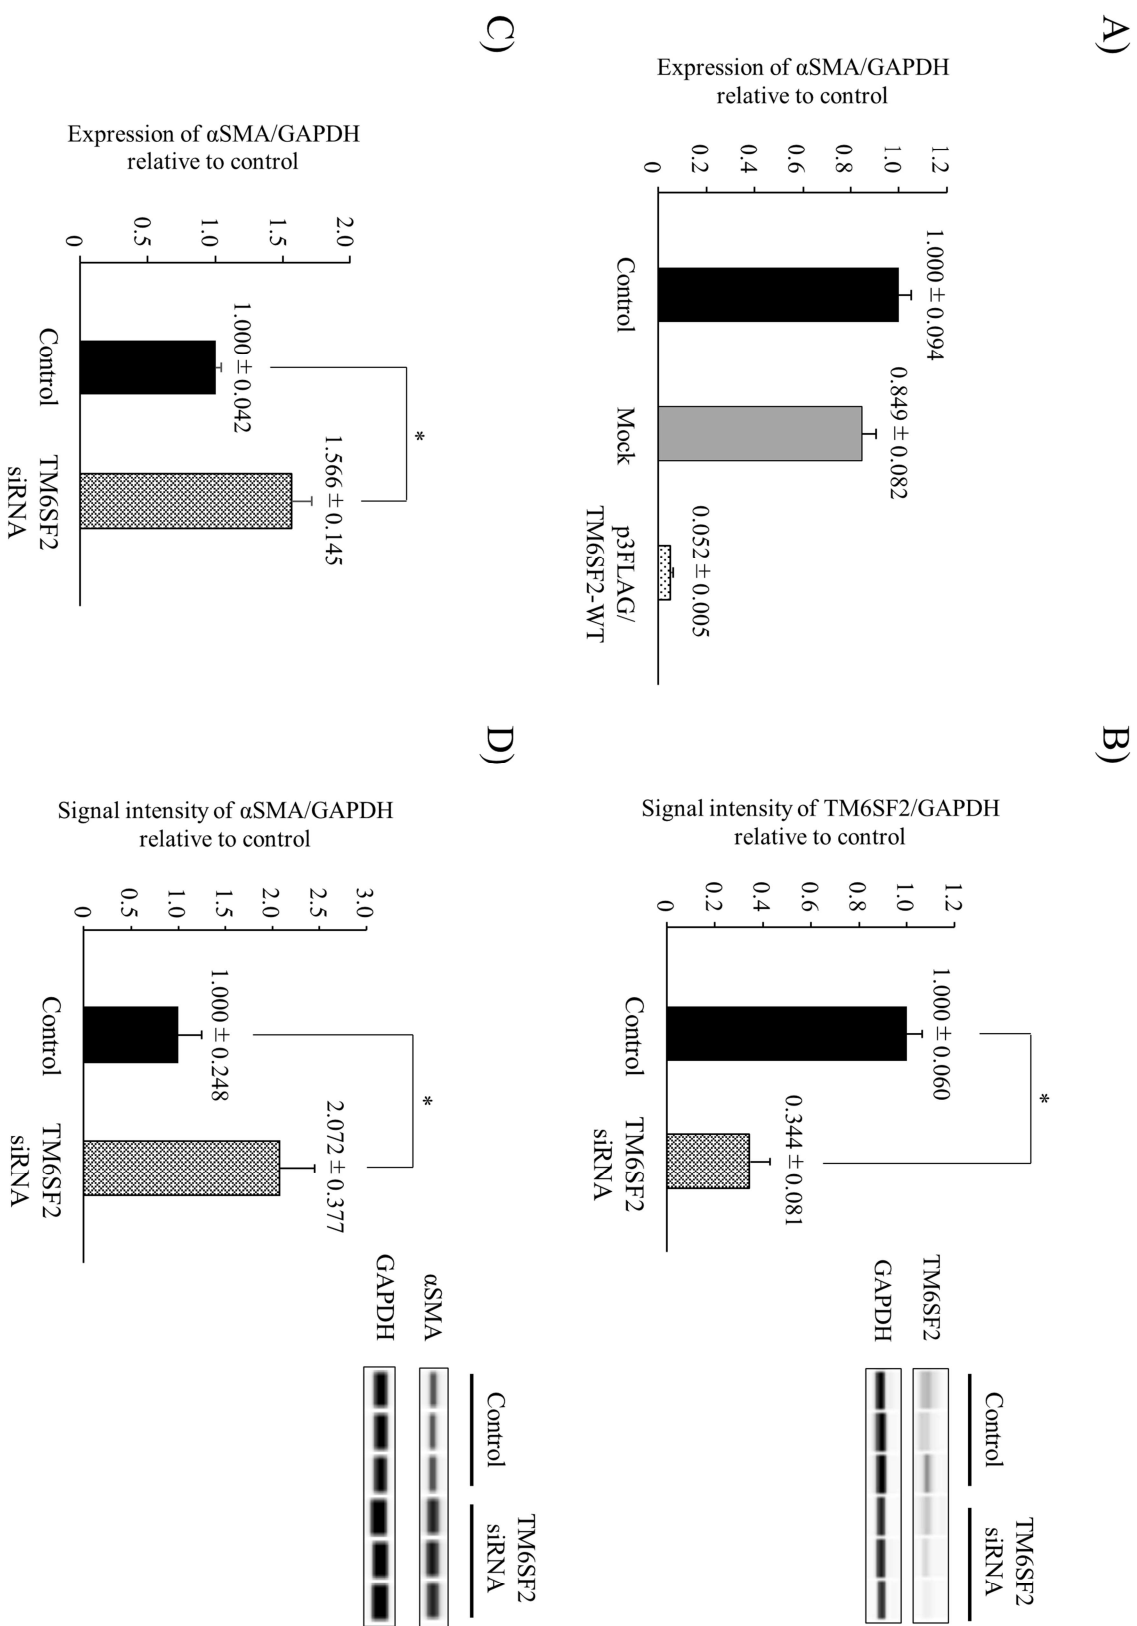 A)
Expression of αSMA/GAPDH
relative to control
1.2
1.0
0.8
0.6
0.4
0.2
0
1.000±0.094
0.849±0.082
0.052±0.005
Control
Mock
p3FLAG/
TM6SF2-WT
B)
Signal intensity of TM6SF2/GAPDH
relative to control
1.2
1.0
0.8
0.6
0.4
0.2
0
*
1.000±0.060
0.344±0.081
Control
TM6SF2
siRNA
Control
TM6SF2
siRNA
TM6SF2
GAPDH
C)
Expression of αSMA/GAPDH
relative to control
2.0
1.5
1.0
0.5
0
*
1.000±0.042
1.566±0.145
Control
TM6SF2
siRNA
D)
Signal intensity of αSMA/GAPDH
relative to control
3.0
2.5
2.0
1.5
1.0
0.5
0
*
1.000±0.248
2.072±0.377
Control
TM6SF2
siRNA
Control
TM6SF2
siRNA
αSMA
GAPDH